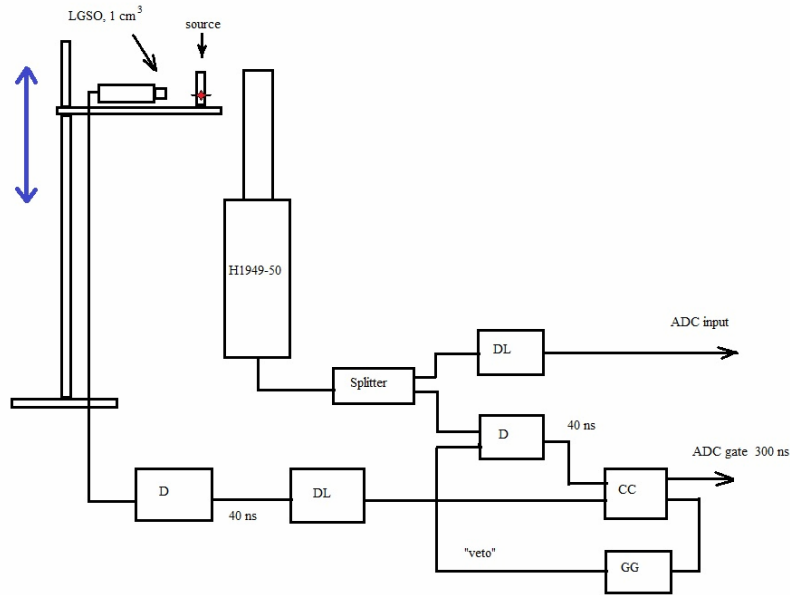 LGSO, 1 cm³
source
H1949-50
ADC input
DL
Splitter
D
40 ns
ADC gate 300 ns
D
DL
CC
40 ns
"veto"
GG